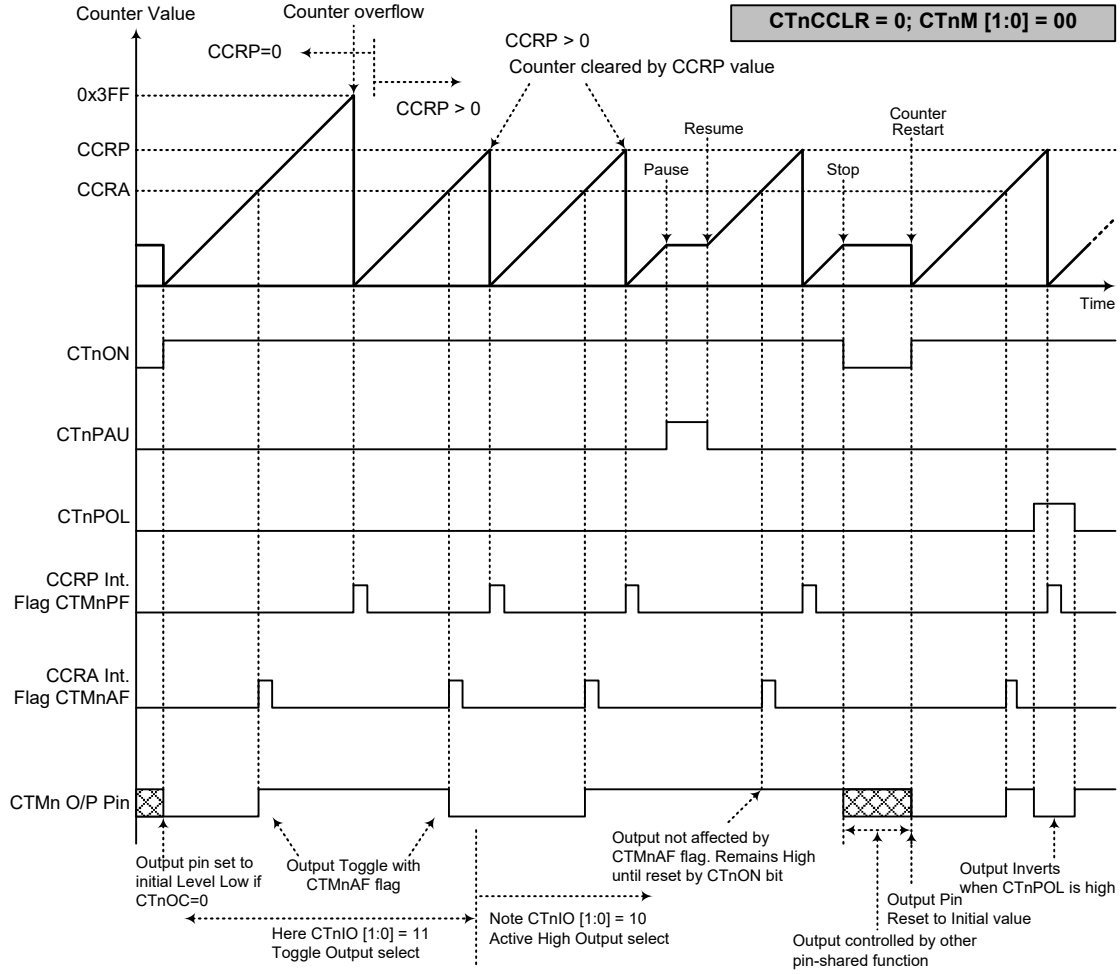 Counter Value
Counter overflow
CTnCCLR = 0; CTnM [1:0] = 00
CCRP=0
CCRP > 0
CCRP > 0
Counter cleared by CCRP value
0x3FF
CCRP
CCRA
Pause
Resume
Stop
Counter
Restart
Time
CTnON
CTnPAU
CTnPOL
CCRP Int.
Flag CTMnPF
CCRA Int.
Flag CTMnAF
CTMn O/P Pin
Output pin set to
initial Level Low if
CTnOC=0
Output Toggle with
CTMnAF flag
Here CTnIO [1:0] = 11
Toggle Output select
Note CTnIO [1:0] = 10
Active High Output select
Output not affected by
CTMnAF flag. Remains High
until reset by CTnON bit
Output controlled by other
pin-shared function
Output Pin
Reset to Initial value
Output Inverts
when CTnPOL is high